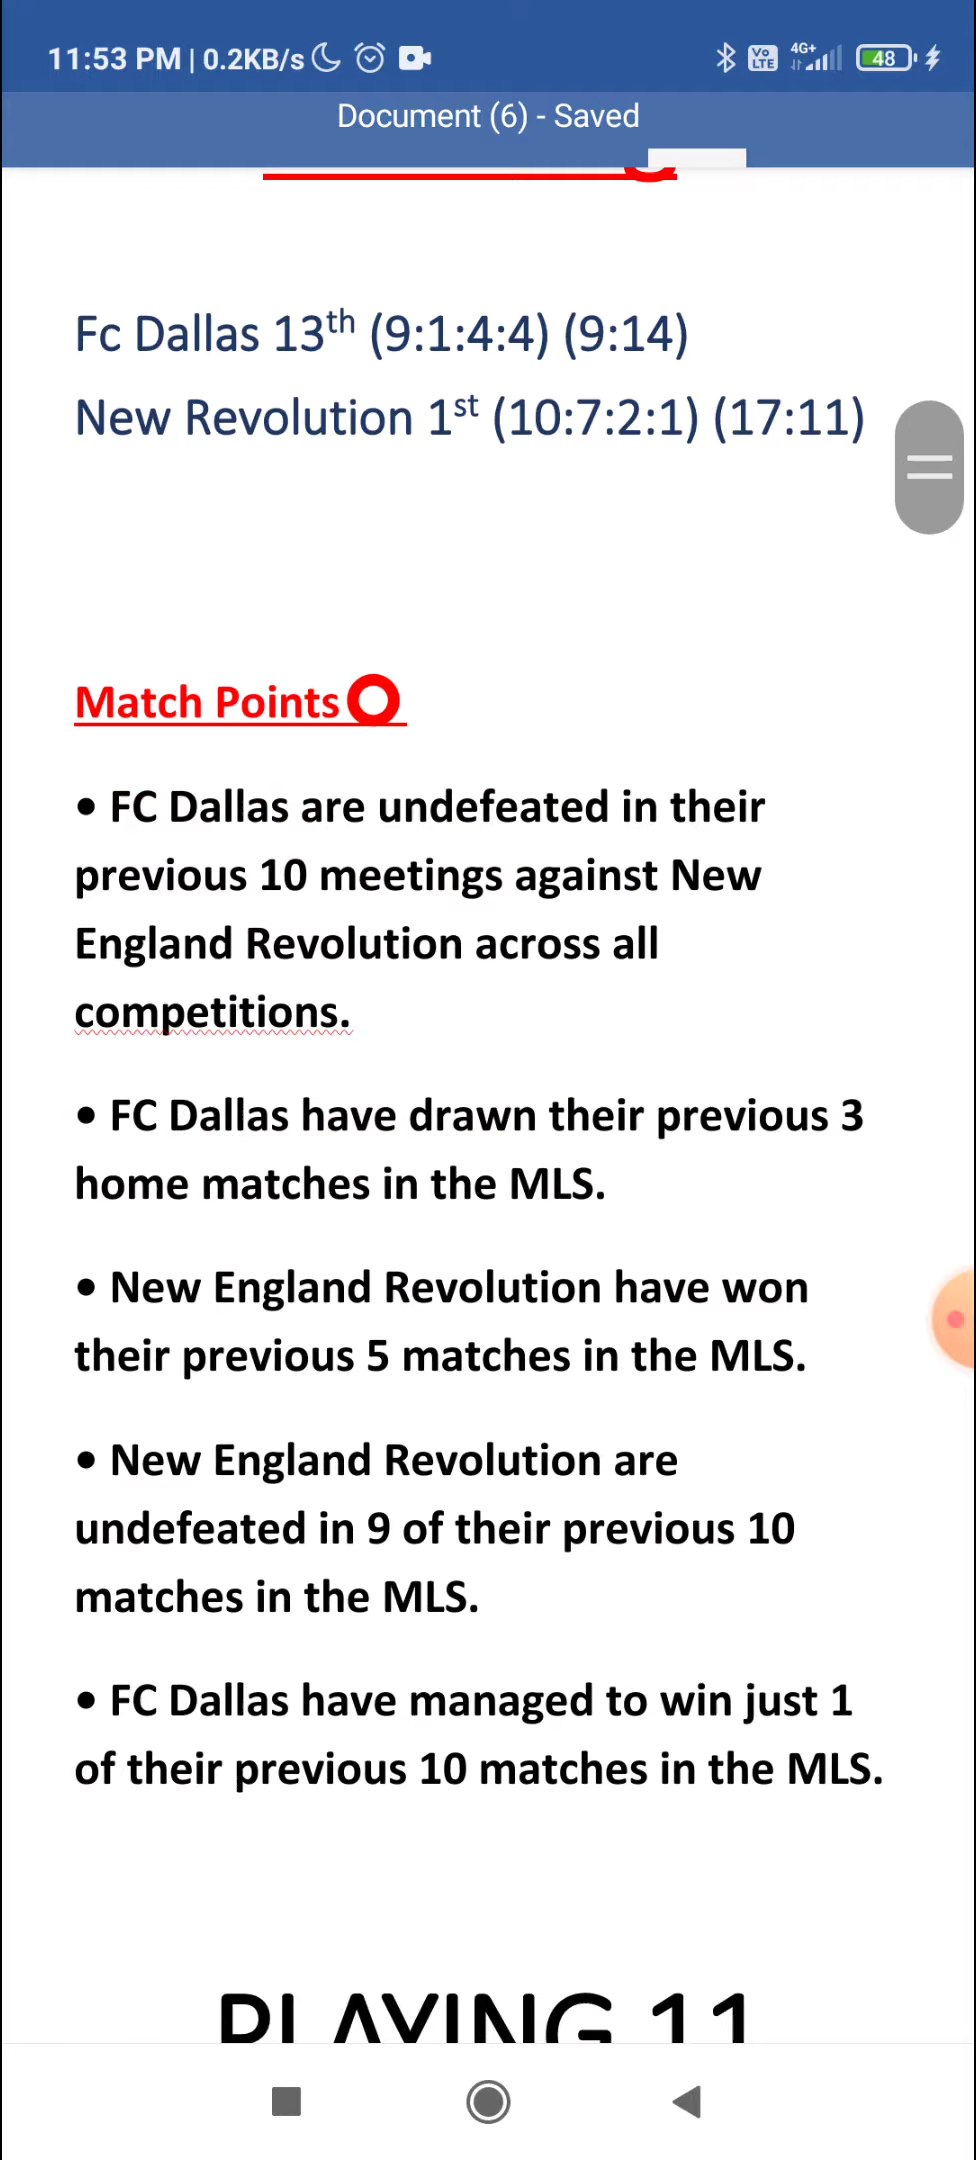 11:53 PM | 0.2KB/s
Vo LTE 4G+ 48
Document (6) - Saved
Fc Dallas 13th (9:1:4:4) (9:14)
New Revolution 1st (10:7:2:1) (17:11)
Match Points
• FC Dallas are undefeated in their
previous 10 meetings against New
England Revolution across all
competitions.
• FC Dallas have drawn their previous 3
home matches in the MLS.
• New England Revolution have won
their previous 5 matches in the MLS.
• New England Revolution are
undefeated in 9 of their previous 10
matches in the MLS.
• FC Dallas have managed to win just 1
of their previous 10 matches in the MLS.
PLAYING 11